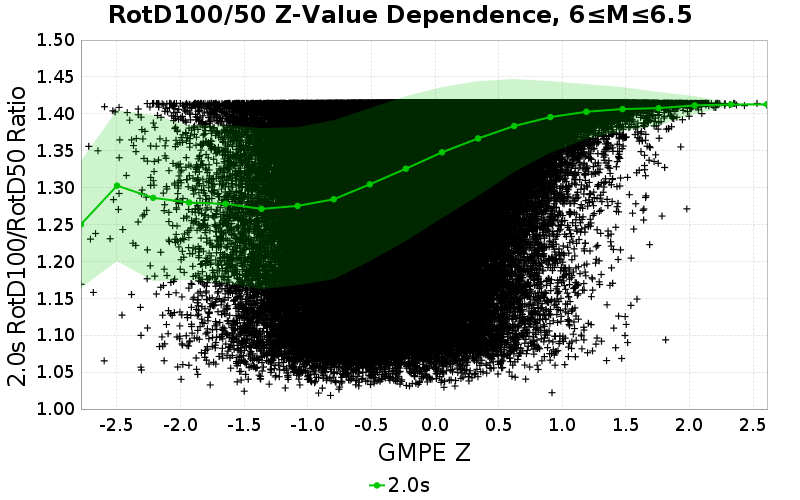 RotD100/50 Z-Value Dependence, 6≤M≤6.5
2.0s RotD100/RotD50 Ratio
1.50
1.45
1.40
1.35
1.30
1.25
1.20
1.15
1.10
1.05
1.00
-2.5 -2.0 -1.5 -1.0 -0.5 0.0 0.5 1.0 1.5 2.0 2.5
GMPE Z
2.0s